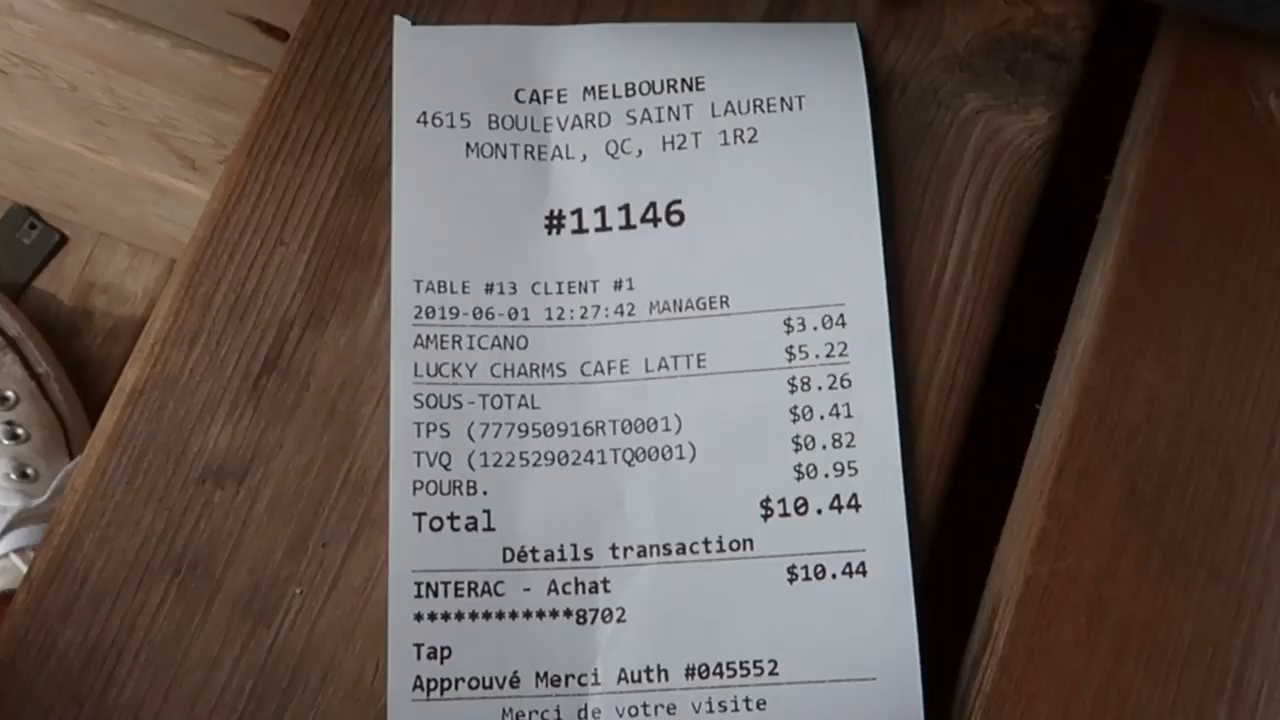 CAFE MELBOURNE
4615 BOULEVARD SAINT LAURENT
MONTREAL, QC, H2T 1R2
#11146
TABLE #13 CLIENT #1
2019-06-01 12:27:42 MANAGER
AMERICANO $3.04
LUCKY CHARMS CAFE LATTE $5.22
SOUS-TOTAL $8.26
TPS (777950916RT0001) $0.41
TVQ (1225290241TQ0001) $0.82
POURB. $0.95
Total $10.44
Détails transaction
INTERAC - Achat $10.44
************8702
Tap
Approuvé Merci Auth #045552
Merci de votre visite